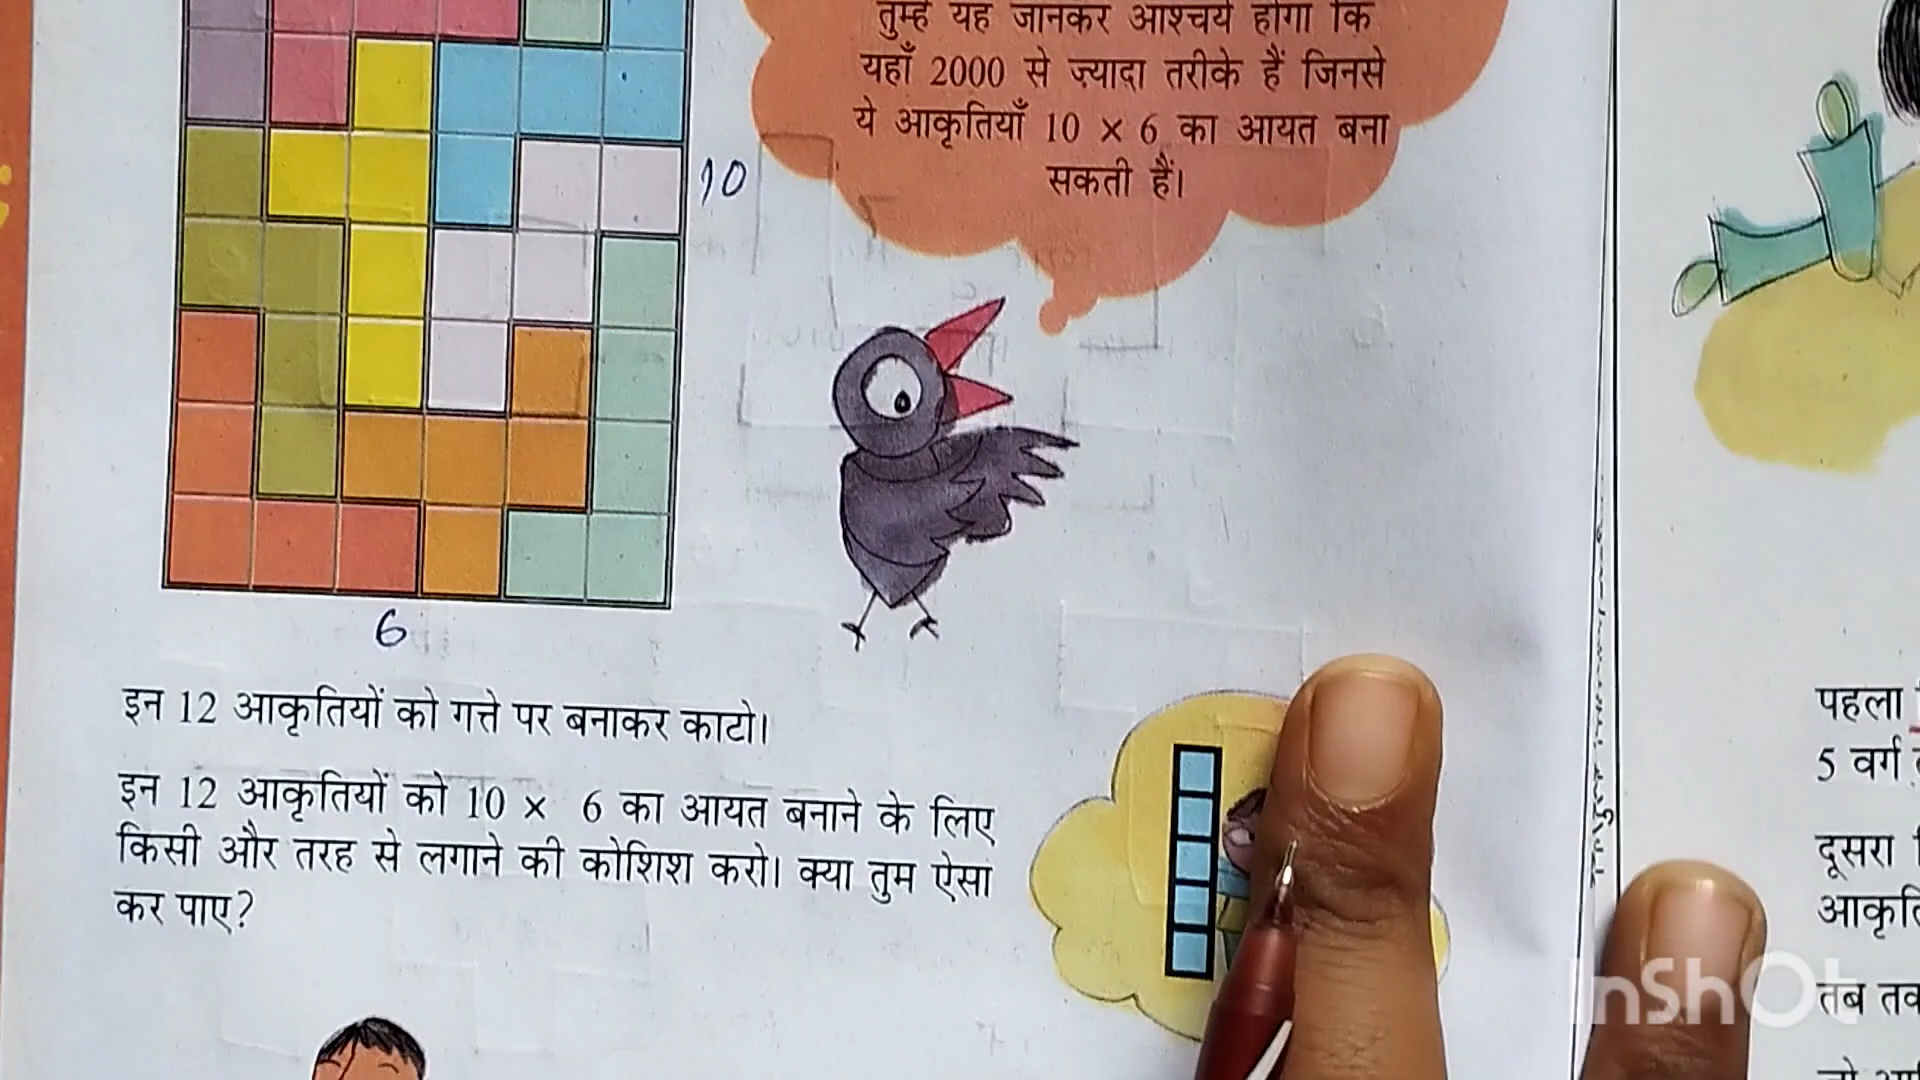 तुम्हें यह जानकर आश्चर्य होगा कि
यहाँ 2000 से ज़्यादा तरीके हैं जिनसे
ये आकृतियाँ 10 × 6 का आयत बना
सकती हैं।
10
6
इन 12 आकृतियों को गत्ते पर बनाकर काटो।
इन 12 आकृतियों को 10 × 6 का आयत बनाने के लिए
किसी और तरह से लगाने की कोशिश करो। क्या तुम ऐसा
कर पाए?
पहला
5 वर्ग
दूसरा
तब
InShOt